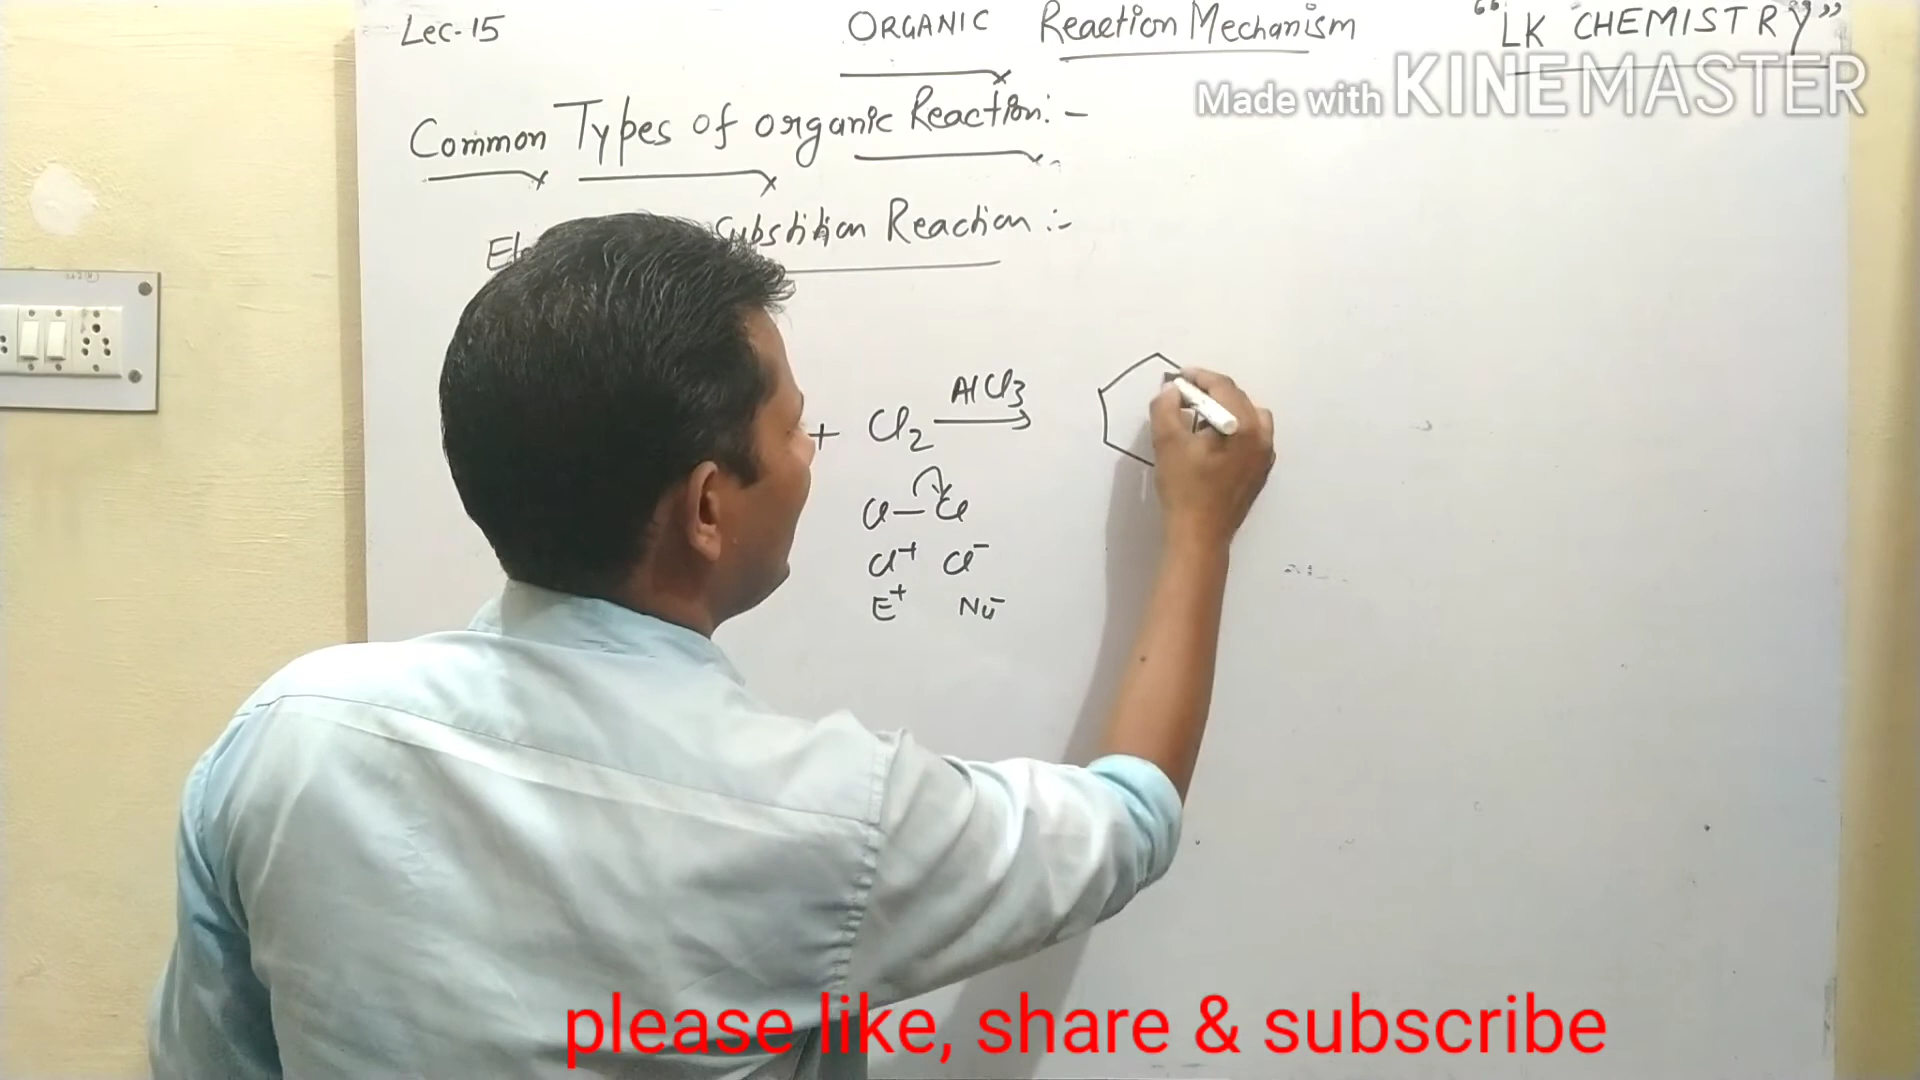 Lec-15
ORGANIC Reaction Mechanism
"LK CHEMISTRY"
Made with KINEMASTER
Common Types of organic Reaction:-
Substitution Reaction:-
+ Cl2 AlCl3
Cl—Cl
Cl+ Cl-
E+ Nu-
please like, share & subscribe